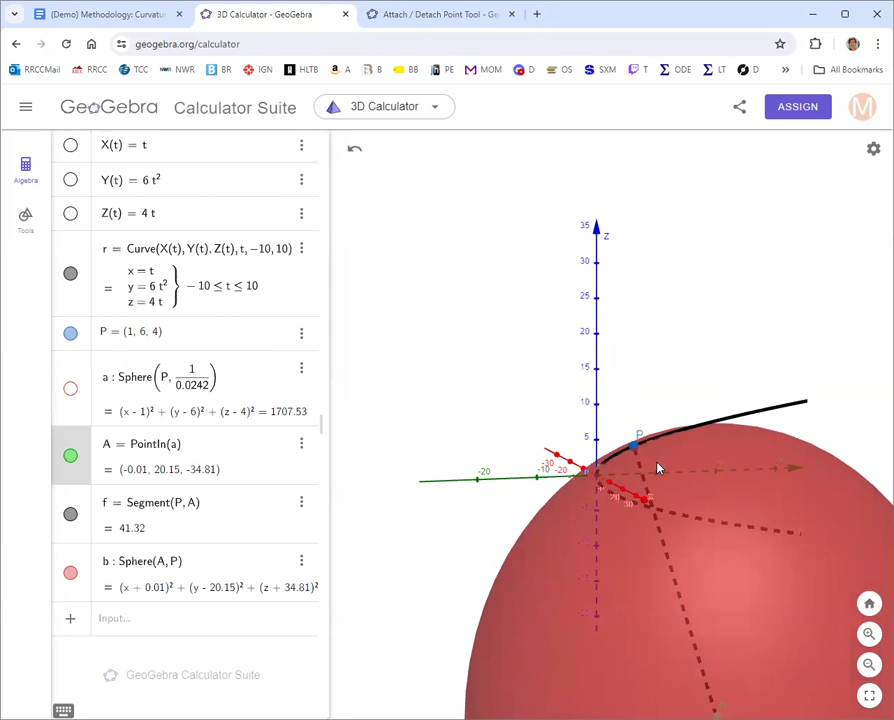 (Demo) Methodology: Curvatu
3D Calculator - GeoGebra
Attach / Detach Point Tool - Ge
geogebra.org/calculator
RRCCMail
RRCC
TCC
NWR
BR
IGN
HLTB
A
B
BB
PE
MOM
D
OS
SXM
T
ODE
LT
D
All Bookmarks
GeoGebra
Calculator Suite
3D Calculator
ASSIGN
M
Algebra
Tools
X(t) = t
Y(t) = 6 t²
Z(t) = 4 t
r = Curve(X(t), Y(t), Z(t), t, −10, 10)
x = t
= y = 6 t² } − 10 ≤ t ≤ 10
z = 4 t
P = (1, 6, 4)
a : Sphere(P, 1/0.0242)
= (x - 1)² + (y - 6)² + (z - 4)² = 1707.53
A = PointIn(a)
= (-0.01, 20.15, -34.81)
f = Segment(P, A)
= 41.32
b : Sphere(A, P)
= (x + 0.01)² + (y - 20.15)² + (z + 34.81)²
Input...
GeoGebra Calculator Suite
z
35
30
25
20
15
10
5
P
-20
-10
-30
-20